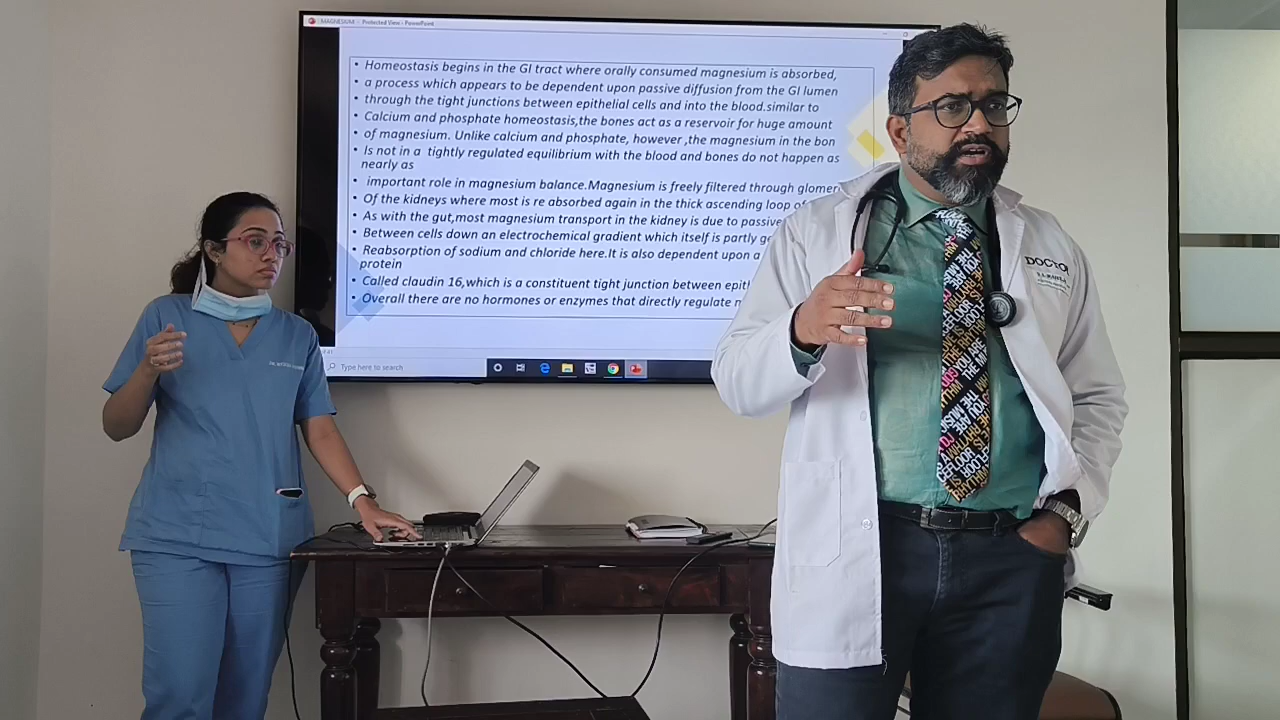 MAGNESIUM - Protected View - PowerPoint
• Homeostasis begins in the GI tract where orally consumed magnesium is absorbed,
• a process which appears to be dependent upon passive diffusion from the GI lumen
• through the tight junctions between epithelial cells and into the blood.similar to
• Calcium and phosphate homeostasis,the bones act as a reservoir for huge amount
• of magnesium. Unlike calcium and phosphate, however ,the magnesium in the bon
• Is not in a tightly regulated equilibrium with the blood and bones do not happen as
nearly as
• important role in magnesium balance.Magnesium is freely filtered through glomer
• Of the kidneys where most is re absorbed again in the thick ascending loop of
• As with the gut,most magnesium transport in the kidney is due to passive
• Between cells down an electrochemical gradient which itself is partly ge
• Reabsorption of sodium and chloride here.It is also dependent upon a
protein
• Called claudin 16,which is a constituent tight junction between epit
• Overall there are no hormones or enzymes that directly regulate m
Type here to search
DOCTOR